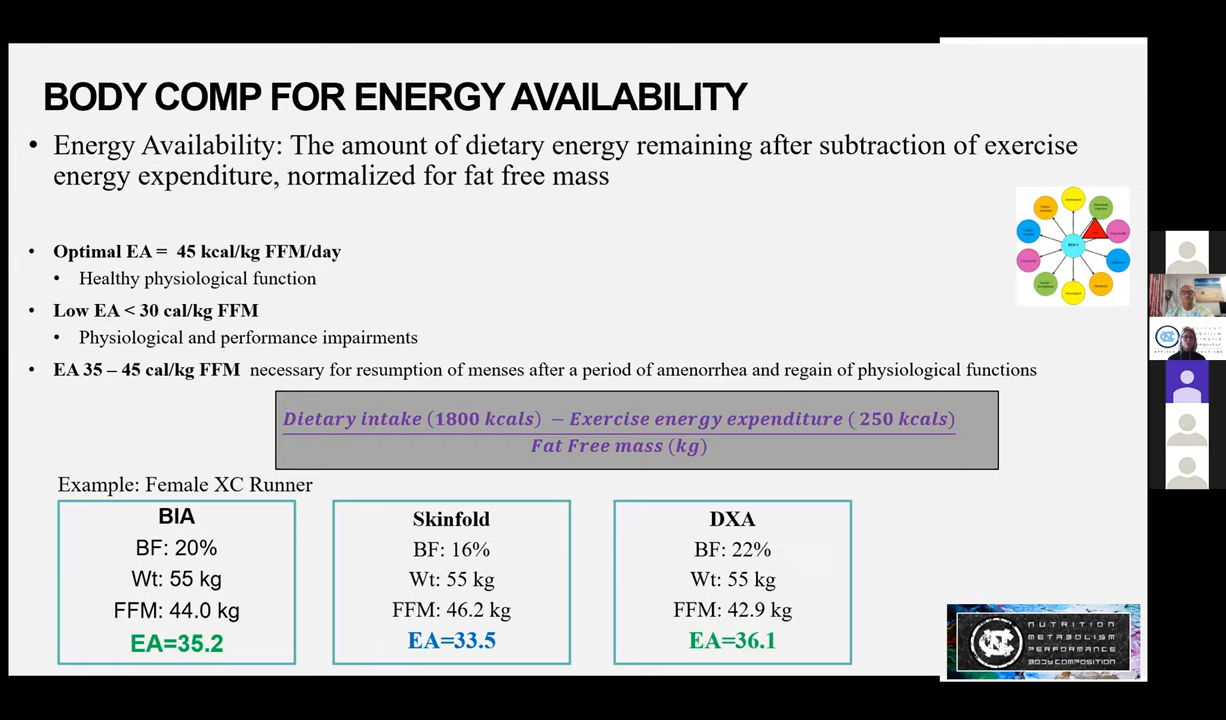 BODY COMP FOR ENERGY AVAILABILITY
• Energy Availability: The amount of dietary energy remaining after subtraction of exercise
energy expenditure, normalized for fat free mass
• Optimal EA = 45 kcal/kg FFM/day
• Healthy physiological function
• Low EA < 30 cal/kg FFM
• Physiological and performance impairments
• EA 35 – 45 cal/kg FFM necessary for resumption of menses after a period of amenorrhea and regain of physiological functions
Dietary intake (1800 kcals) − Exercise energy expenditure ( 250 kcals)
Fat Free mass (kg)
Example: Female XC Runner
BIA
BF: 20%
Wt: 55 kg
FFM: 44.0 kg
EA=35.2
Skinfold
BF: 16%
Wt: 55 kg
FFM: 46.2 kg
EA=33.5
DXA
BF: 22%
Wt: 55 kg
FFM: 42.9 kg
EA=36.1
NUTRITION
METABOLISM
PERFORMANCE
BODY COMPOSITION